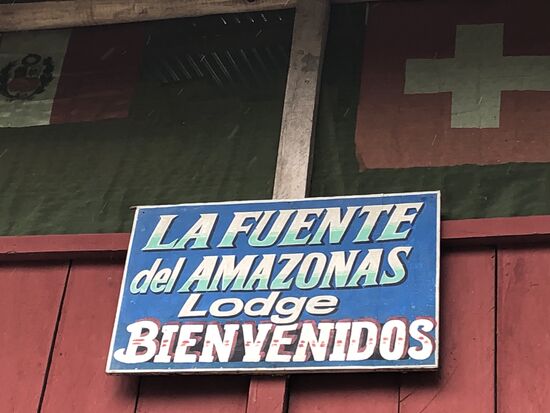 LA FUENTE
del AMAZONAS
Lodge
BIENVENIDOS